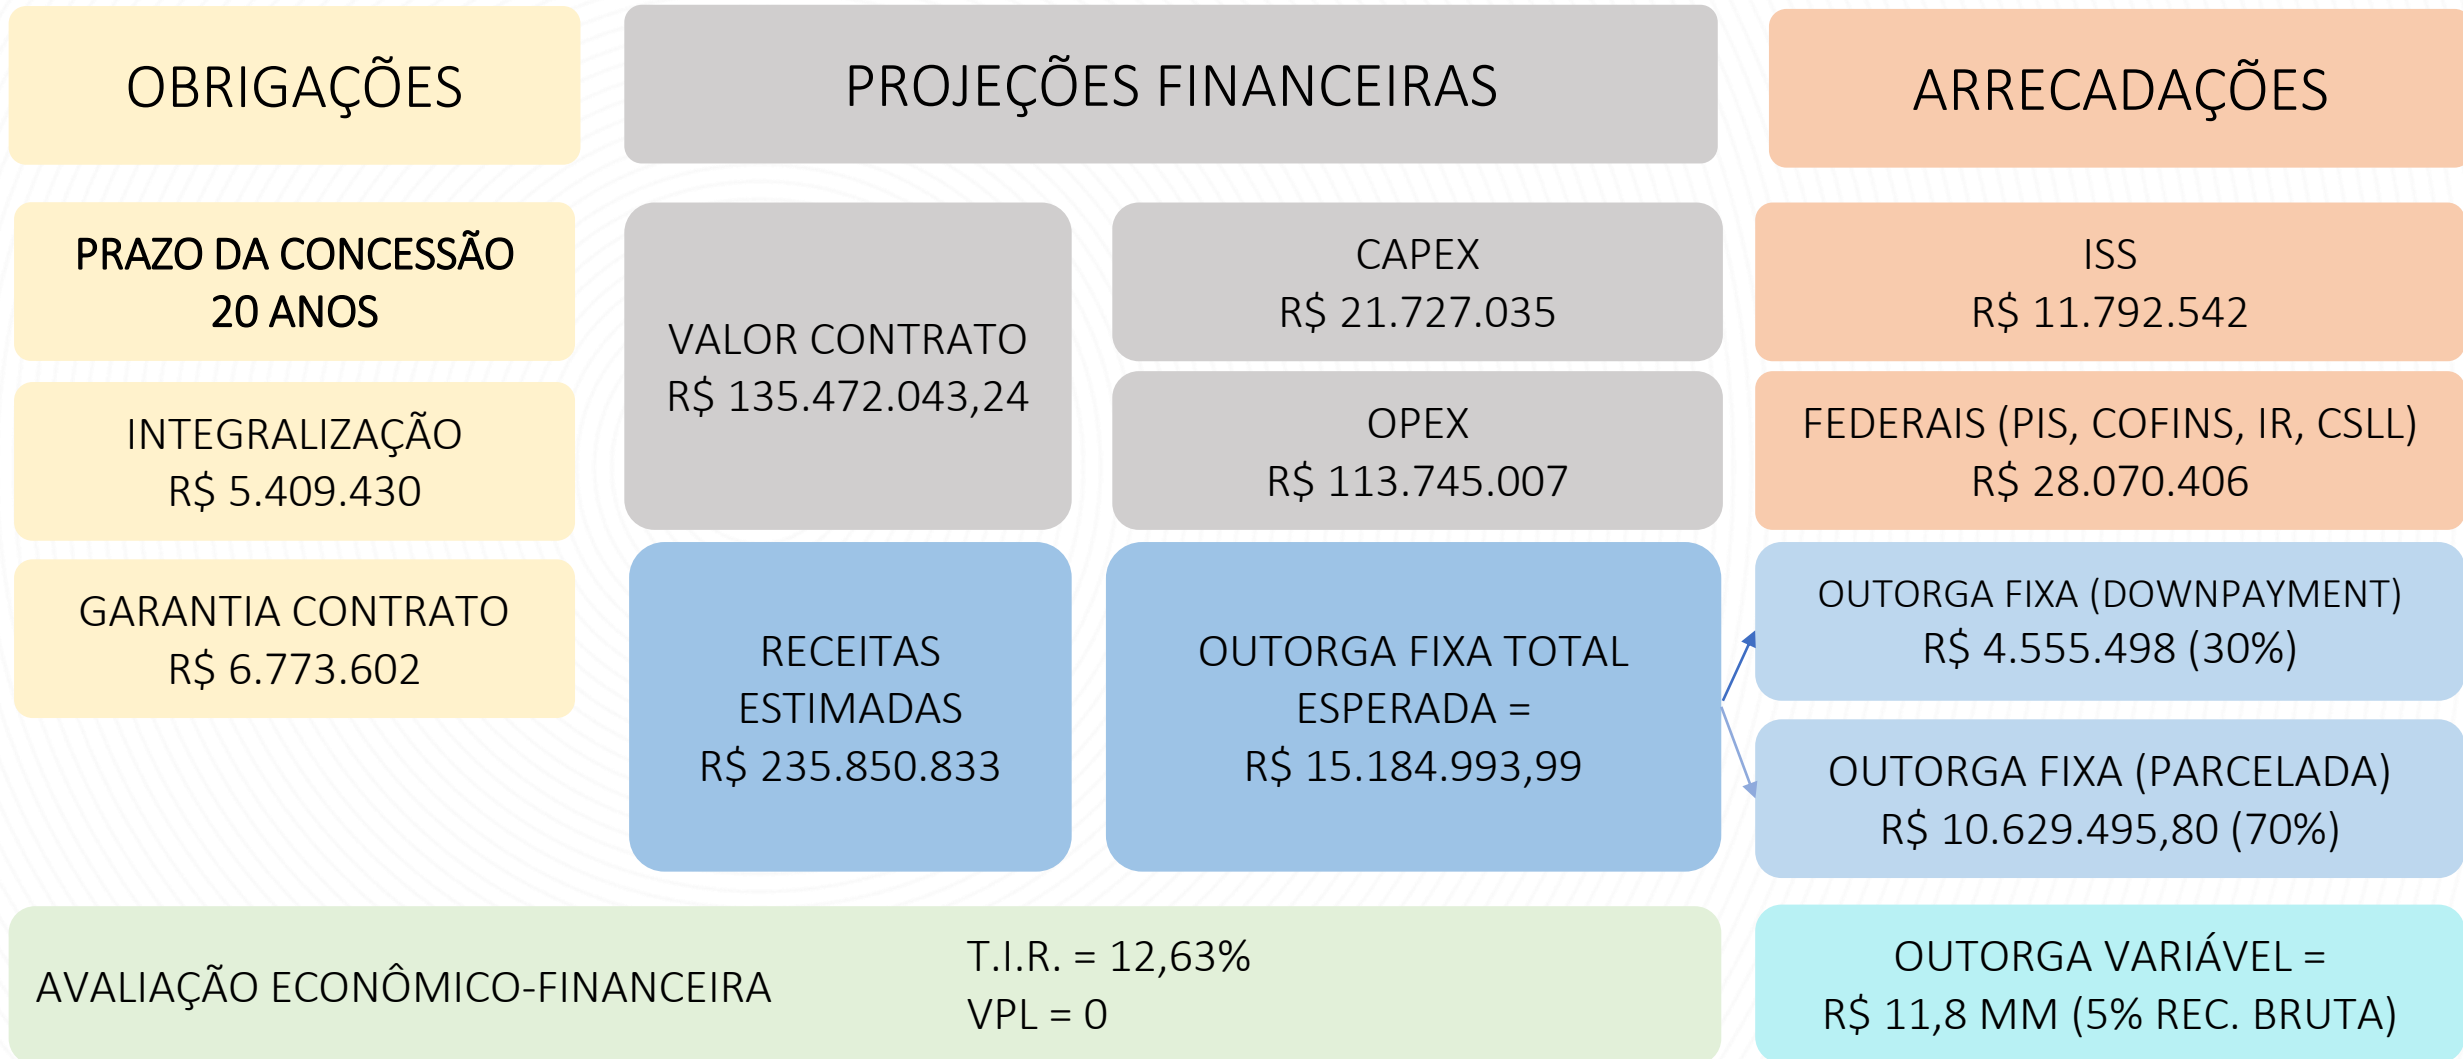 OBRIGAÇÕES
PROJEÇÕES FINANCEIRAS
ARRECADAÇÕES
PRAZO DA CONCESSÃO
20 ANOS
INTEGRALIZAÇÃO
R$ 5.409.430
GARANTIA CONTRATO
R$ 6.773.602
VALOR CONTRATO
R$ 135.472.043,24
CAPEX
R$ 21.727.035
OPEX
R$ 113.745.007
RECEITAS
ESTIMADAS
R$ 235.850.833
OUTORGA FIXA TOTAL
ESPERADA =
R$ 15.184.993,99
ISS
R$ 11.792.542
FEDERAIS (PIS, COFINS, IR, CSLL)
R$ 28.070.406
OUTORGA FIXA (DOWNPAYMENT)
R$ 4.555.498 (30%)
OUTORGA FIXA (PARCELADA)
R$ 10.629.495,80 (70%)
AVALIAÇÃO ECONÔMICO-FINANCEIRA
T.I.R. = 12,63%
VPL = 0
OUTORGA VARIÁVEL =
R$ 11,8 MM (5% REC. BRUTA)